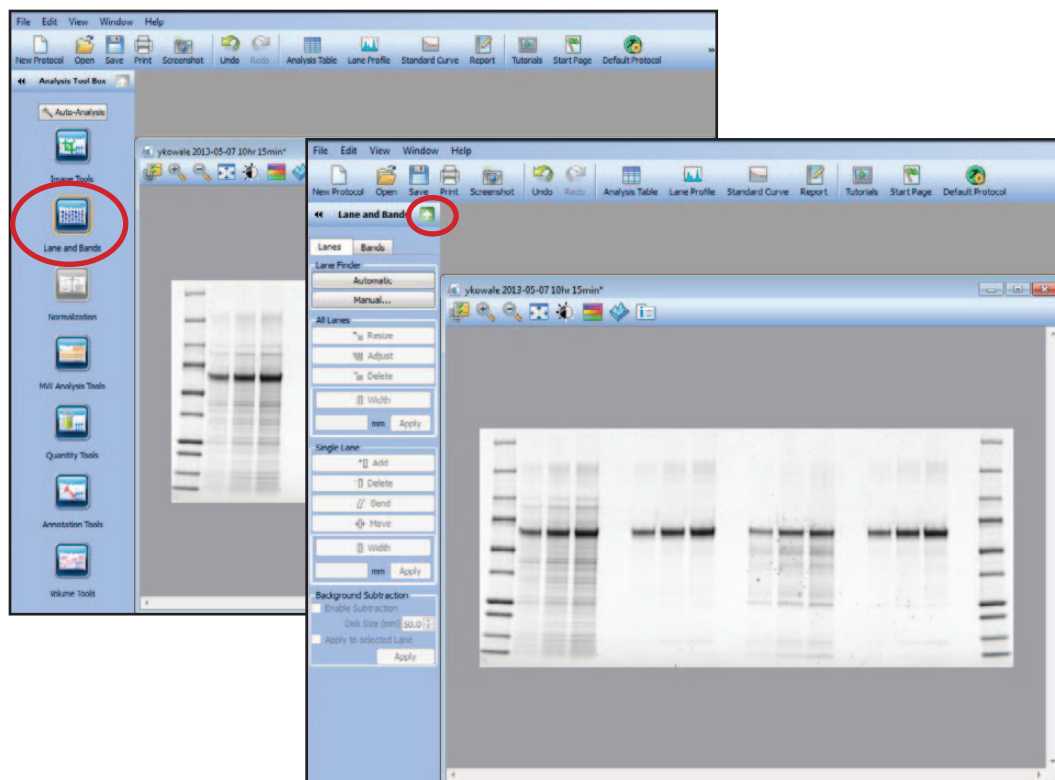 File Edit View Window Help
New Protocol Open Save Print Screenshot Undo Redo Analysis Table Lane Profile Standard Curve Report Tutorials Start Page Default Protocol »
Analysis Tool Box
Auto-Analysis
Image Tools
Lane and Bands
Normalization
MW Analysis Tools
Quantity Tools
Annotation Tools
Volume Tools
ykowale 2013-05-07 10hr 15min*
File Edit View Window Help
New Protocol Open Save Print Screenshot Undo Redo Analysis Table Lane Profile Standard Curve Report Tutorials Start Page Default Protocol
Lane and Bands
Lanes Bands
Lane Finder
Automatic
Manual...
All Lanes
Resize
Adjust
Delete
Width
mm Apply
Single Lane
Add
Delete
Bend
Move
Width
mm Apply
Background Subtraction
Enable Subtraction
Disk Size (mm) 50.0
Apply to selected Lane
Apply
ykowale 2013-05-07 10hr 15min*